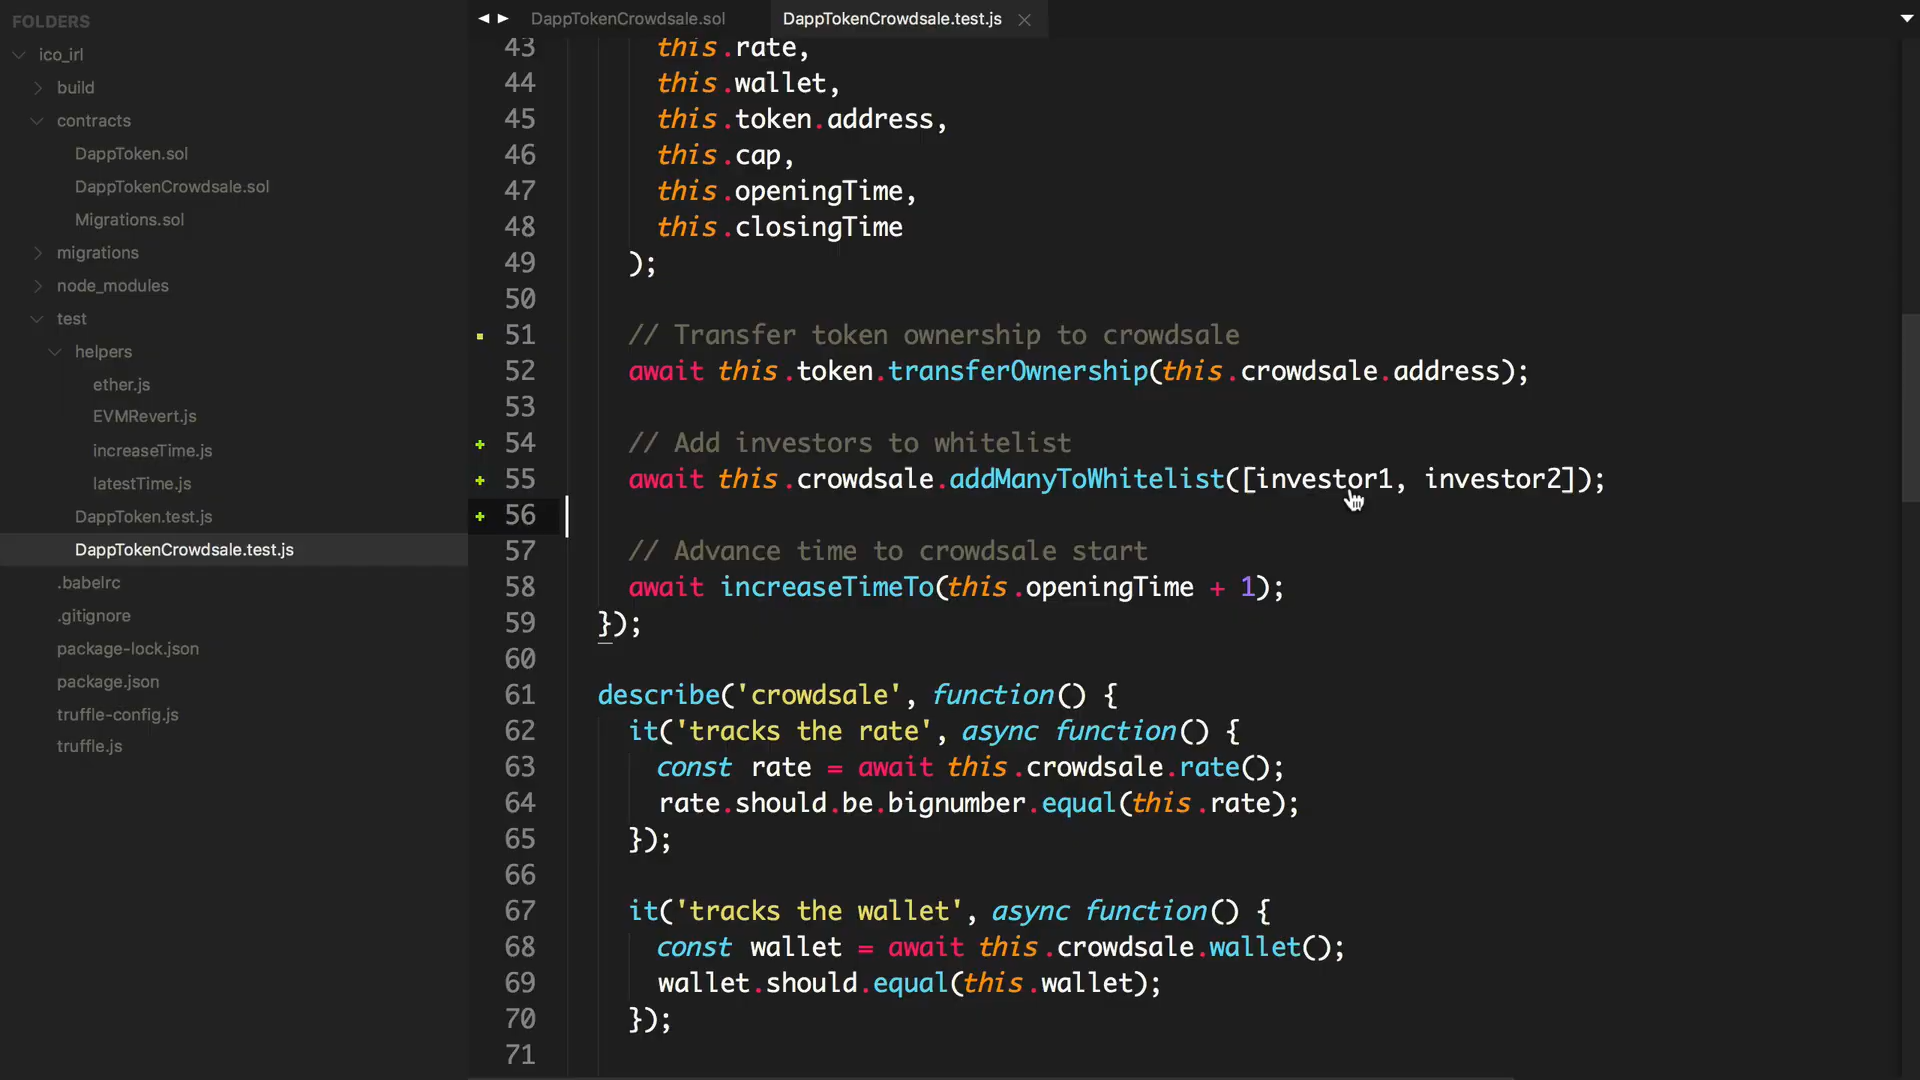 FOLDERS
ico_irl
build
contracts
DappToken.sol
DappTokenCrowdsale.sol
Migrations.sol
migrations
node_modules
test
helpers
ether.js
EVMRevert.js
increaseTime.js
latestTime.js
DappToken.test.js
DappTokenCrowdsale.test.js
.babelrc
.gitignore
package-lock.json
package.json
truffle-config.js
truffle.js
DappTokenCrowdsale.sol DappTokenCrowdsale.test.js
43 this.rate,
44 this.wallet,
45 this.token.address,
46 this.cap,
47 this.openingTime,
48 this.closingTime
49 );
50
51 // Transfer token ownership to crowdsale
52 await this.token.transferOwnership(this.crowdsale.address);
53
54 // Add investors to whitelist
55 await this.crowdsale.addManyToWhitelist([investor1, investor2]);
56
57 // Advance time to crowdsale start
58 await increaseTimeTo(this.openingTime + 1);
59 });
60
61 describe('crowdsale', function() {
62 it('tracks the rate', async function() {
63 const rate = await this.crowdsale.rate();
64 rate.should.be.bignumber.equal(this.rate);
65 });
66
67 it('tracks the wallet', async function() {
68 const wallet = await this.crowdsale.wallet();
69 wallet.should.equal(this.wallet);
70 });
71